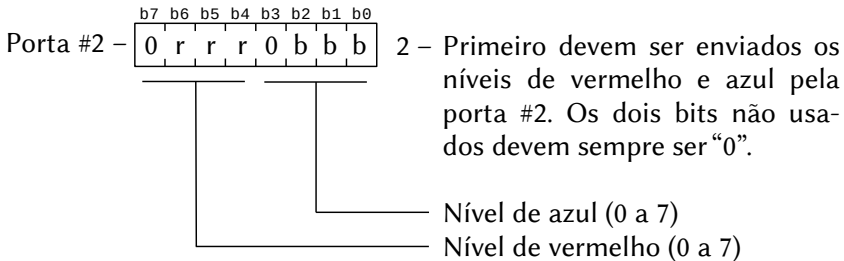 b7 b6 b5 b4 b3 b2 b1 b0
Porta #2 – 0 r r r 0 b b b 2 – Primeiro devem ser enviados os
níveis de vermelho e azul pela
porta #2. Os dois bits não usa-
dos devem sempre ser “0”.
Nível de azul (0 a 7)
Nível de vermelho (0 a 7)